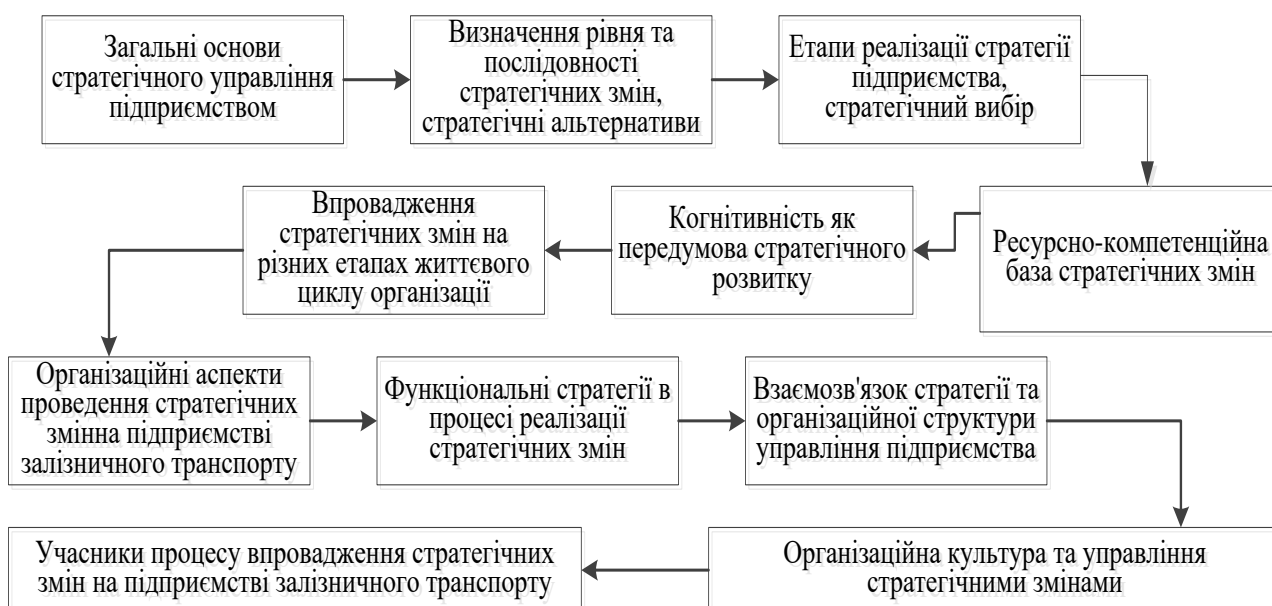 Загальні основи
стратегічного управління
підприємством
Визначення рівня та
послідовності
стратегічних змін,
стратегічні альтернативи
Етапи реалізації стратегії
підприємства,
стратегічний вибір
Ресурсно-компетенційна
база стратегічних змін
Когнітивність як
передумова стратегічного
розвитку
Впровадження
стратегічних змін на
різних етапах життєвого
циклу організації
Організаційні аспекти
проведення стратегічних
змінна підприємстві
залізничного транспорту
Функціональні стратегії в
процесі реалізації
стратегічних змін
Взаємозв'язок стратегії та
організаційної структури
управління підприємства
Організаційна культура та управління
стратегічними змінами
Учасники процесу впровадження стратегічних
змін на підприємстві залізничного транспорту